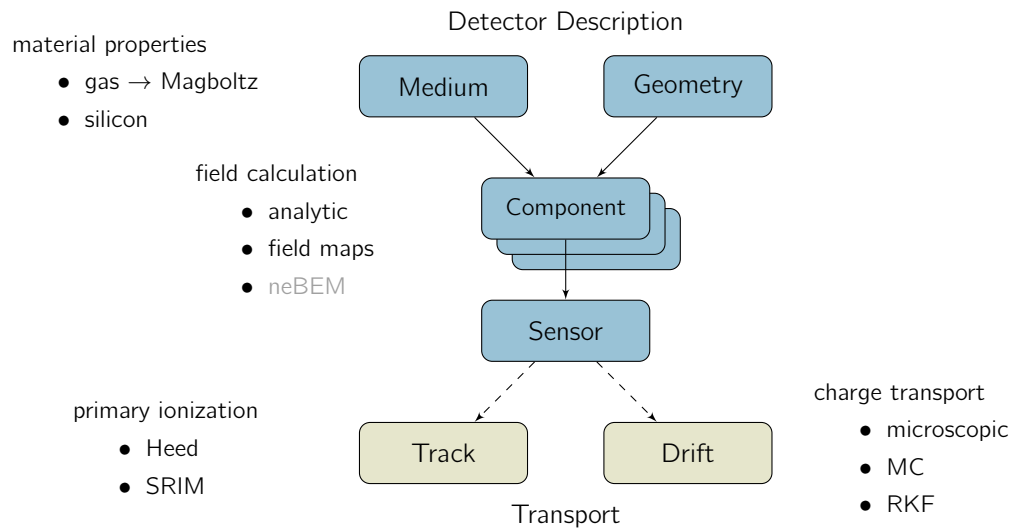 Detector Description
material properties
• gas → Magboltz
• silicon
Medium
Geometry
field calculation
• analytic
• field maps
• neBEM
Component
Sensor
primary ionization
• Heed
• SRIM
Track
Drift
charge transport
• microscopic
• MC
• RKF
Transport